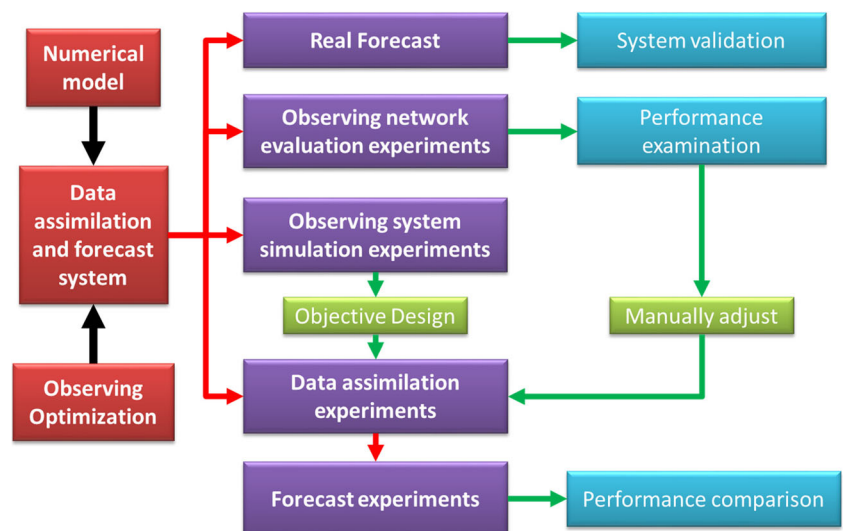 Numerical
model
Real Forecast
System validation
Observing network
evaluation experiments
Performance
examination
Data
assimilation
and forecast
system
Observing system
simulation experiments
Objective Design
Manually adjust
Observing
Optimization
Data assimilation
experiments
Forecast experiments
Performance comparison